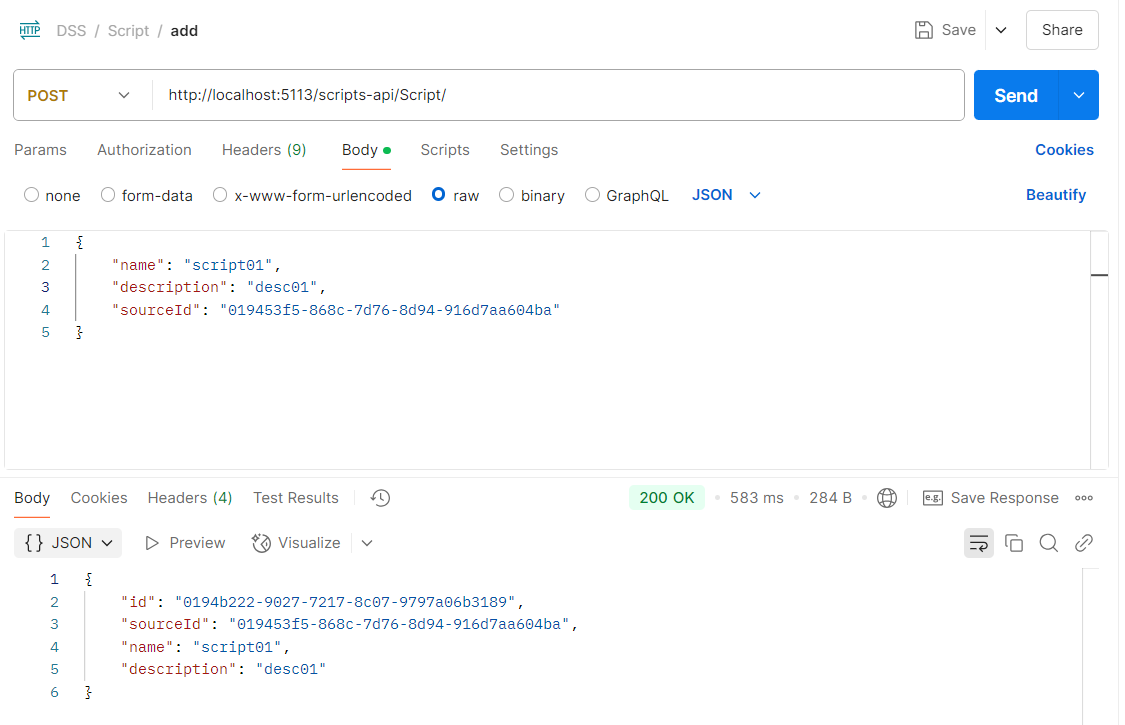 HTTP DSS / Script / add Save Share
POST http://localhost:5113/scripts-api/Script/ Send
Params Authorization Headers (9) Body Scripts Settings Cookies
none form-data x-www-form-urlencoded raw binary GraphQL JSON Beautify
1 {
2 "name": "script01",
3 "description": "desc01",
4 "sourceId": "019453f5-868c-7d76-8d94-916d7aa604ba"
5 }
Body Cookies Headers (4) Test Results 200 OK • 583 ms • 284 B • e.g. Save Response
{} JSON Preview Visualize
1 {
2 "id": "0194b222-9027-7217-8c07-9797a06b3189",
3 "sourceId": "019453f5-868c-7d76-8d94-916d7aa604ba",
4 "name": "script01",
5 "description": "desc01"
6 }